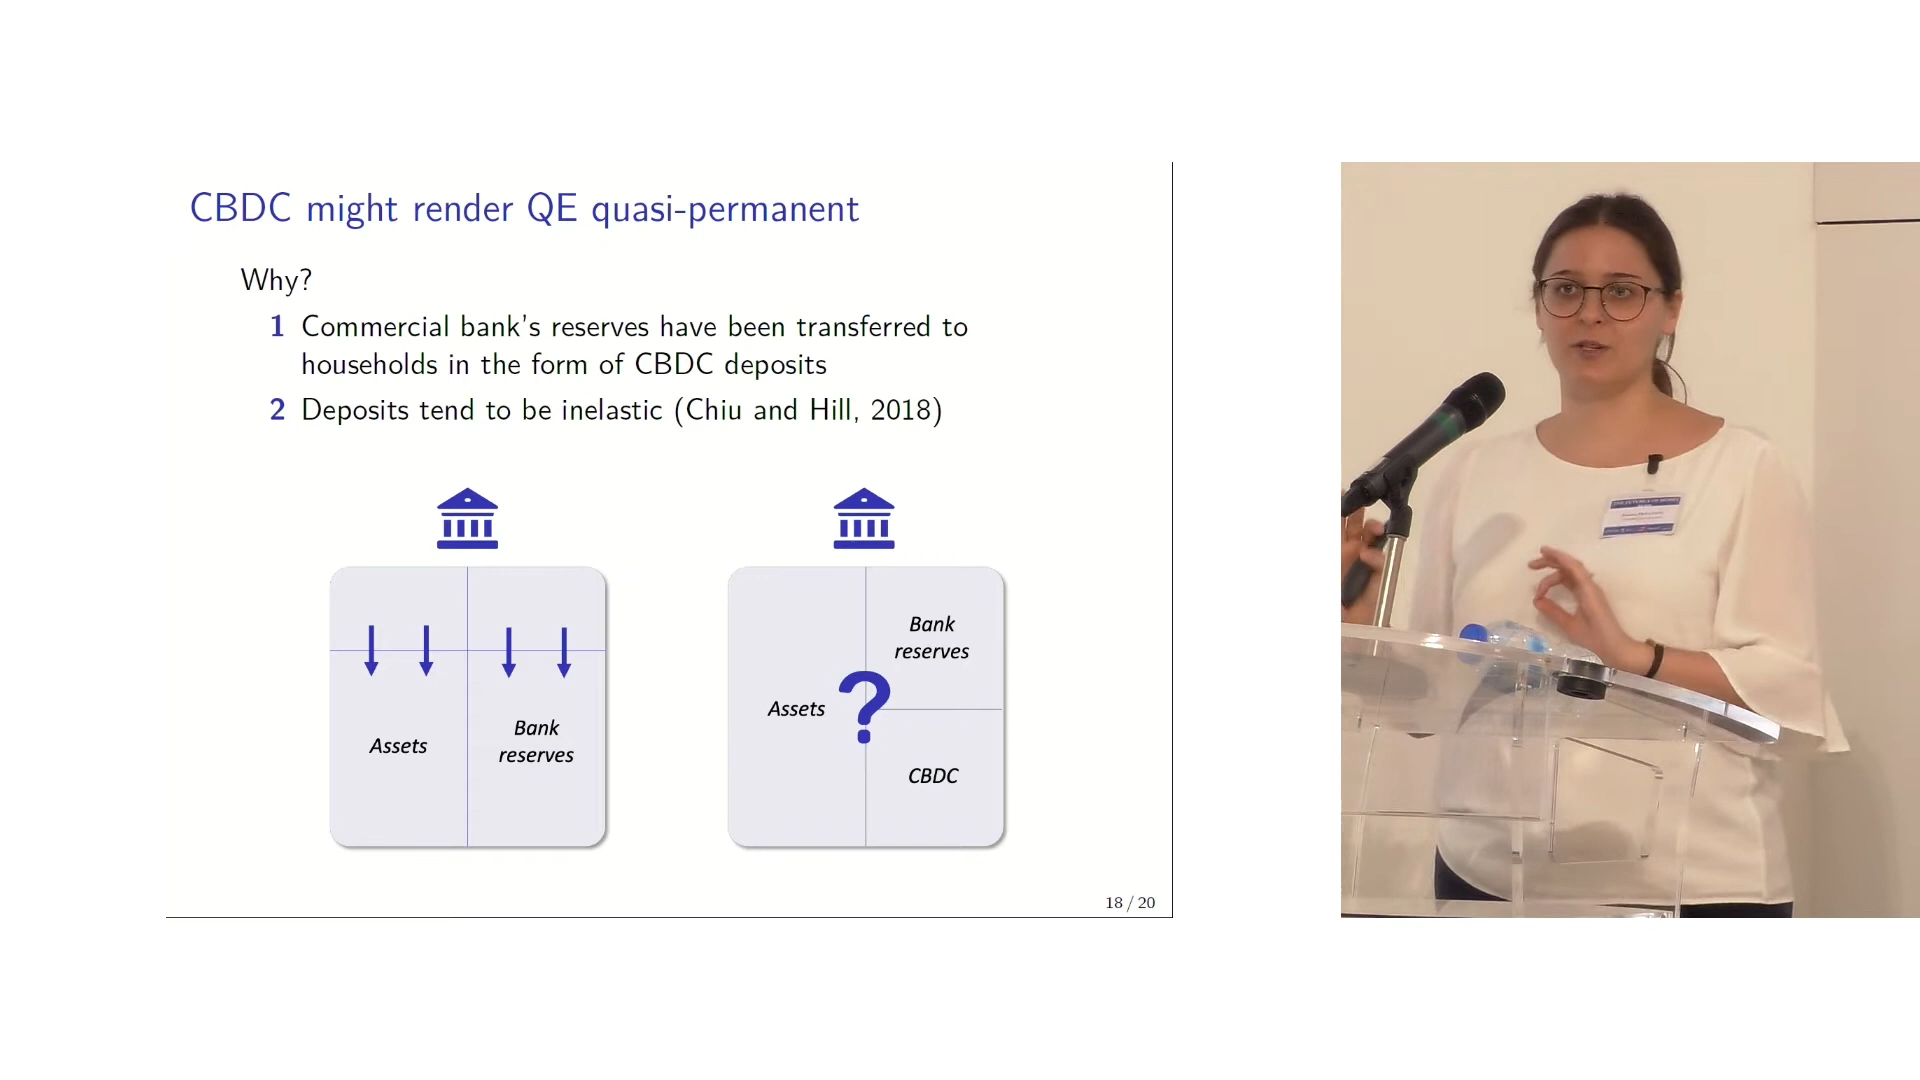 CBDC might render QE quasi-permanent
Why?
1 Commercial bank's reserves have been transferred to
households in the form of CBDC deposits
2 Deposits tend to be inelastic (Chiu and Hill, 2018)
Assets
Bank
reserves
Assets
?
Bank
reserves
CBDC
18 / 20